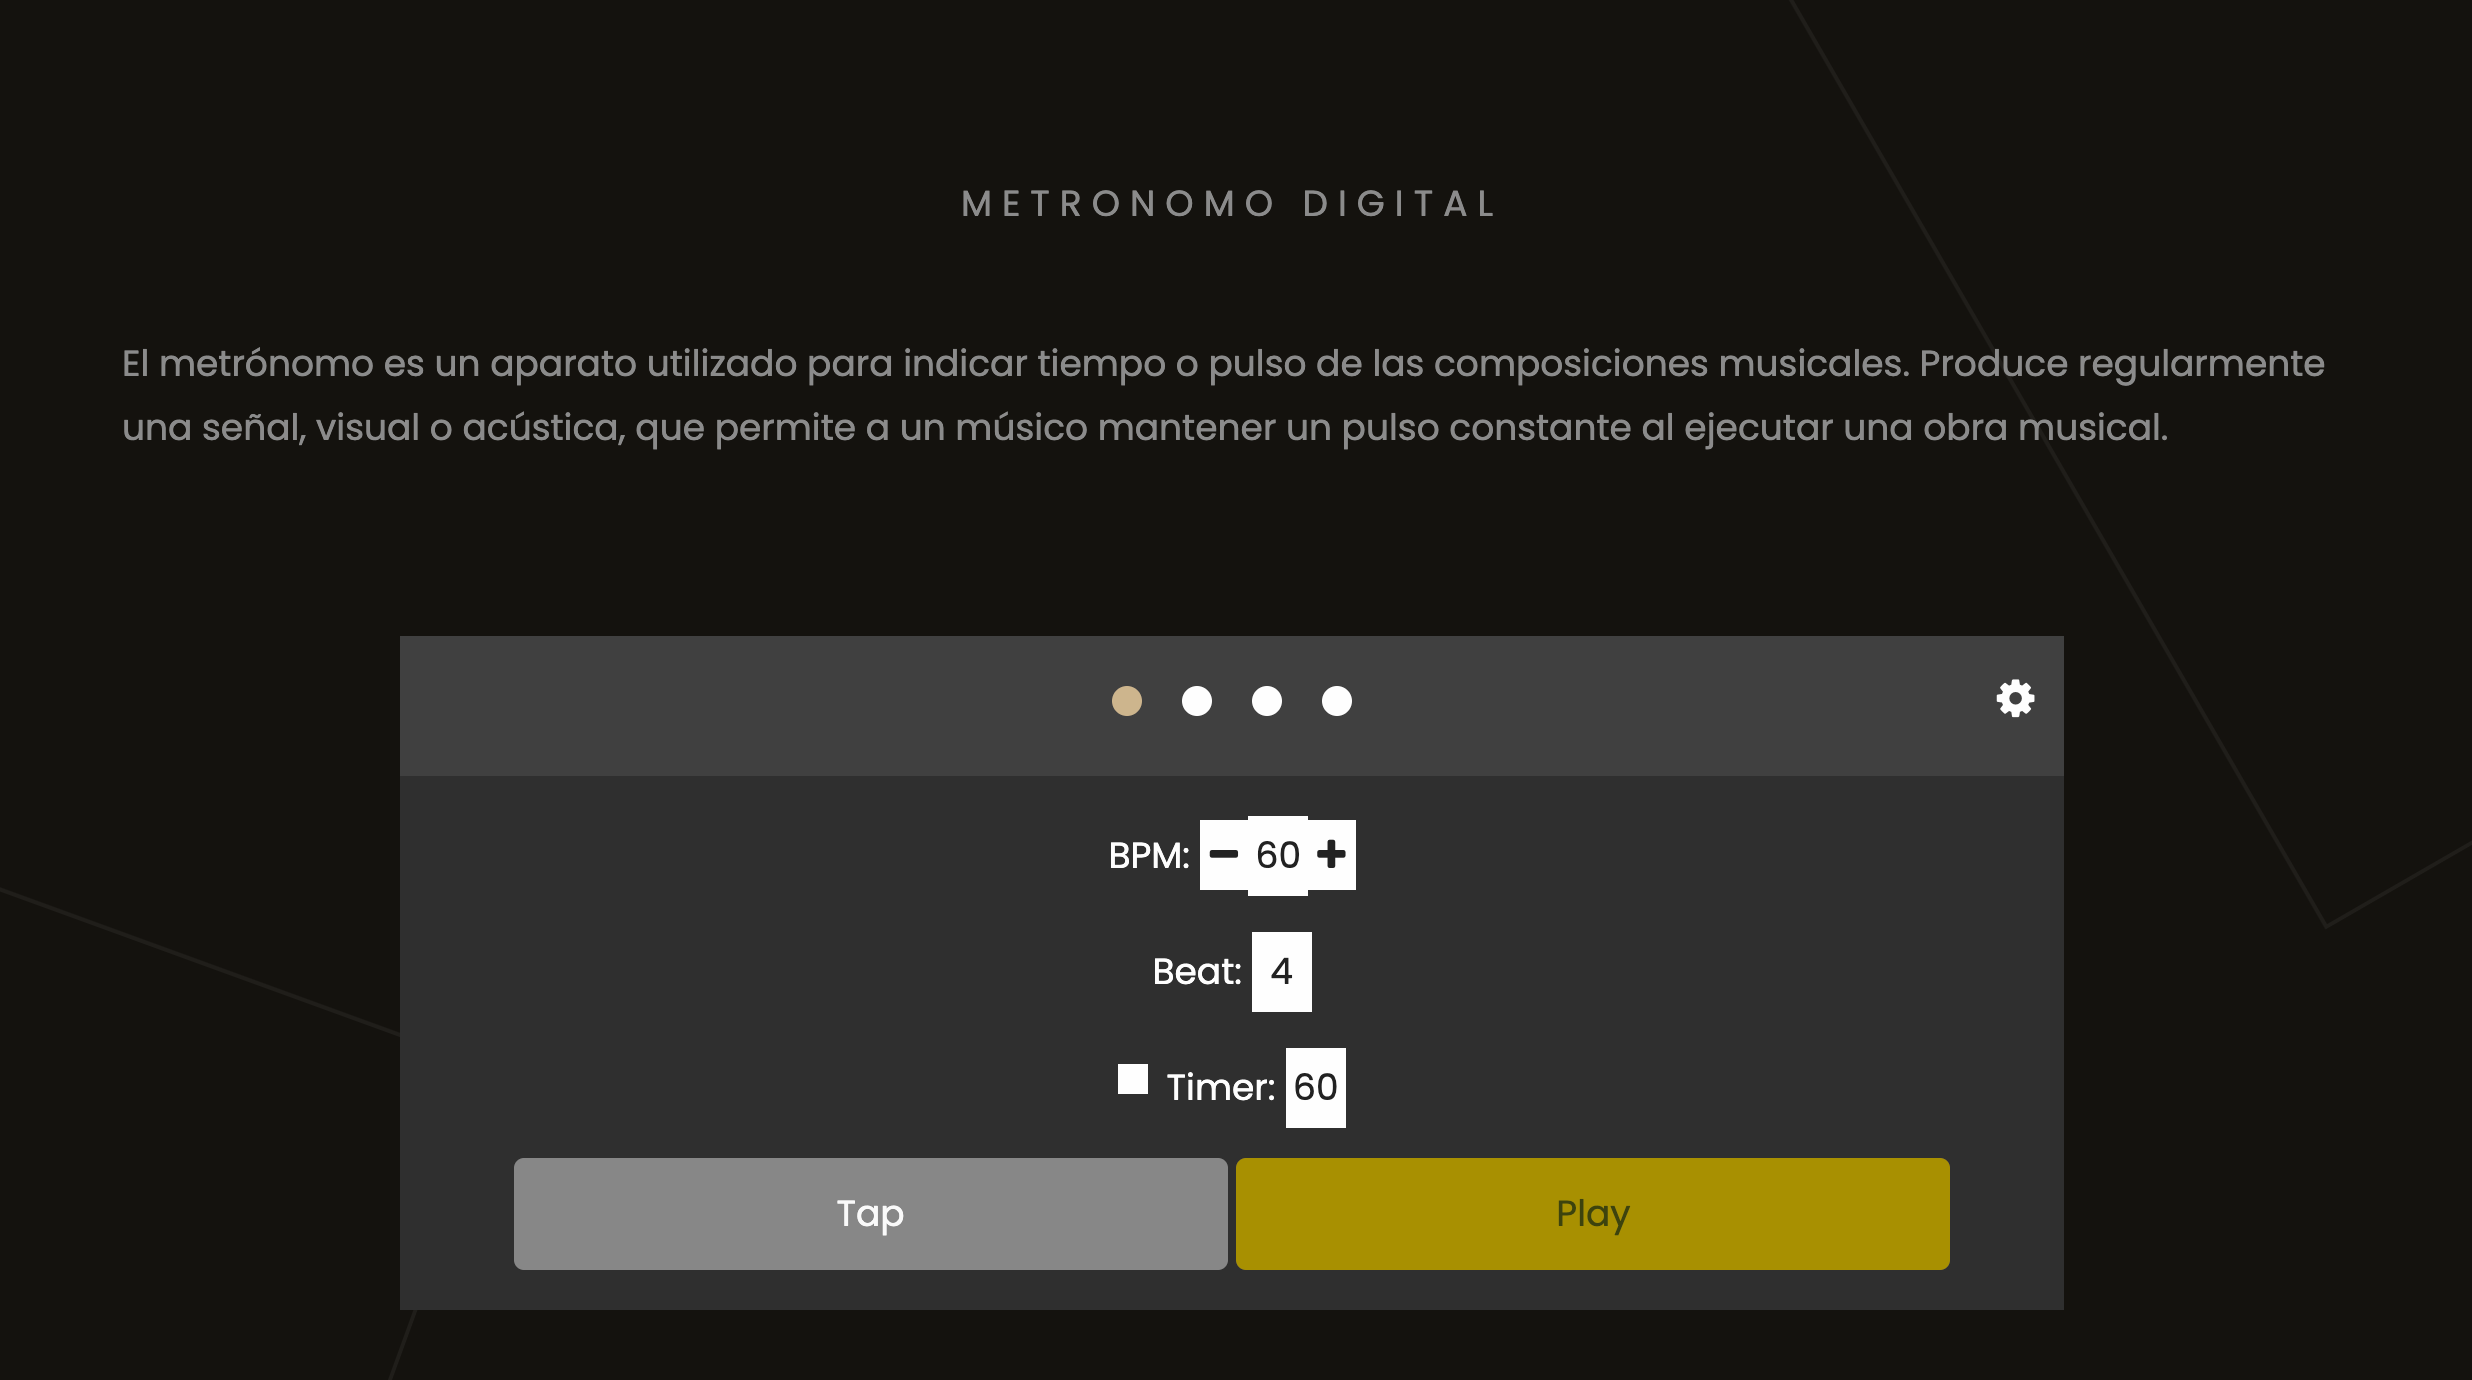 METRONOMO DIGITAL
El metrónomo es un aparato utilizado para indicar tiempo o pulso de las composiciones musicales. Produce regularmente
una señal, visual o acústica, que permite a un músico mantener un pulso constante al ejecutar una obra musical.
BPM: 60
Beat: 4
Timer: 60
Tap Play